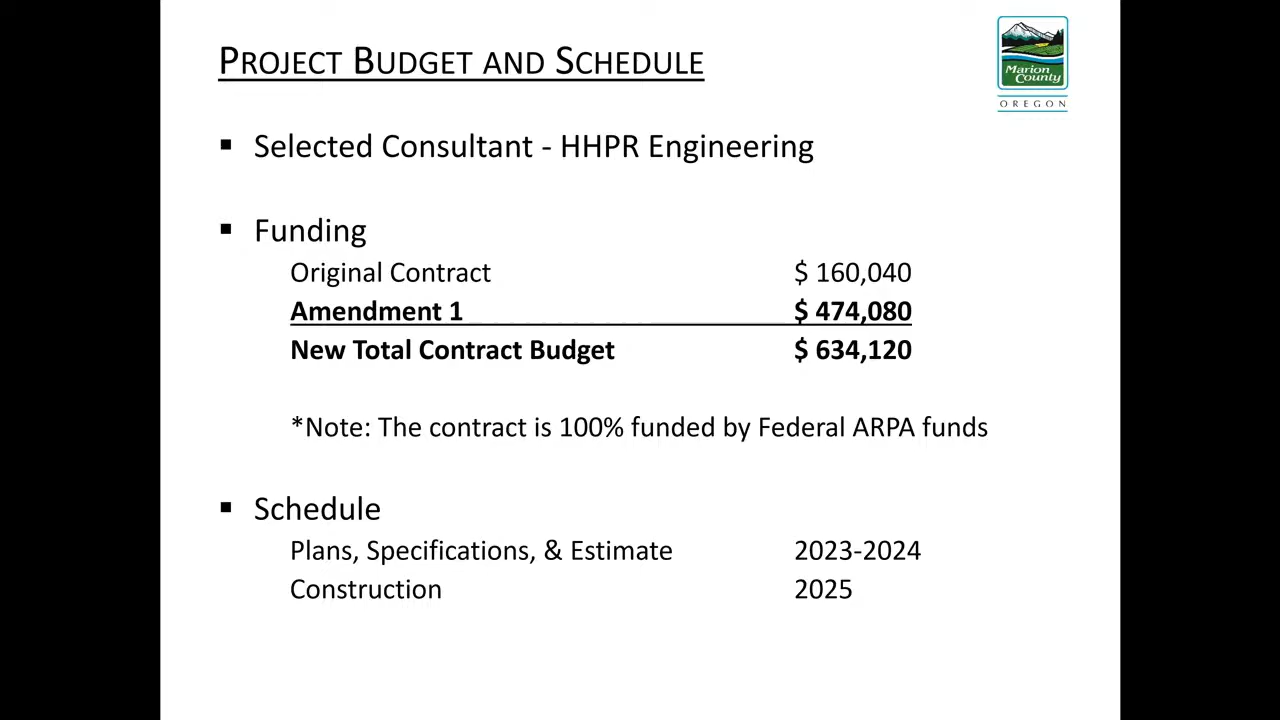 PROJECT BUDGET AND SCHEDULE
Marion
County
OREGON
▪ Selected Consultant - HHPR Engineering
▪ Funding
Original Contract $ 160,040
Amendment 1 $ 474,080
New Total Contract Budget $ 634,120
*Note: The contract is 100% funded by Federal ARPA funds
▪ Schedule
Plans, Specifications, & Estimate 2023-2024
Construction 2025